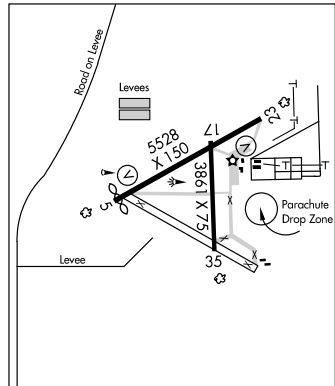 Road on Levee
Levees
5528
X 150
23
17
3861 X 75
5
35
Parachute
Drop Zone
Levee
V
V
T
T
T
T